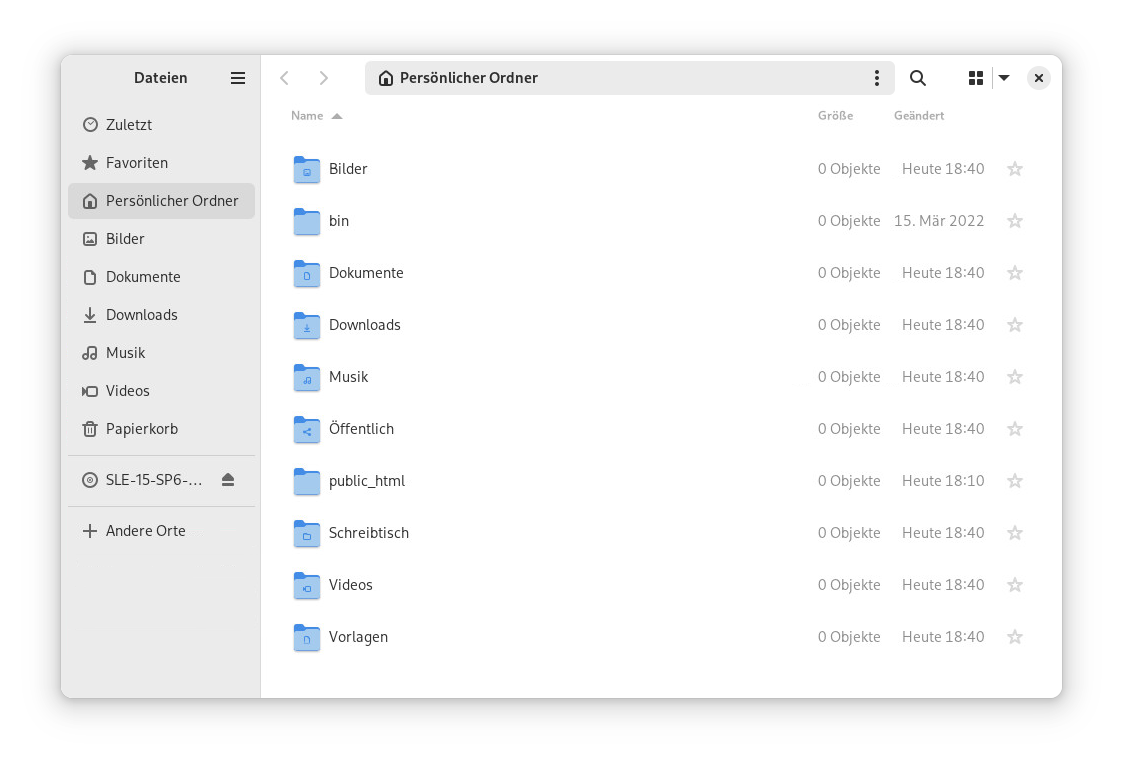 Dateien
Zuletzt
Favoriten
Persönlicher Ordner
Bilder
Dokumente
Downloads
Musik
Videos
Papierkorb
SLE-15-SP6-...
Andere Orte
Persönlicher Ordner
Name Größe Geändert
Bilder 0 Objekte Heute 18:40
bin 0 Objekte 15. Mär 2022
Dokumente 0 Objekte Heute 18:40
Downloads 0 Objekte Heute 18:40
Musik 0 Objekte Heute 18:40
Öffentlich 0 Objekte Heute 18:40
public_html 0 Objekte Heute 18:10
Schreibtisch 0 Objekte Heute 18:40
Videos 0 Objekte Heute 18:40
Vorlagen 0 Objekte Heute 18:40